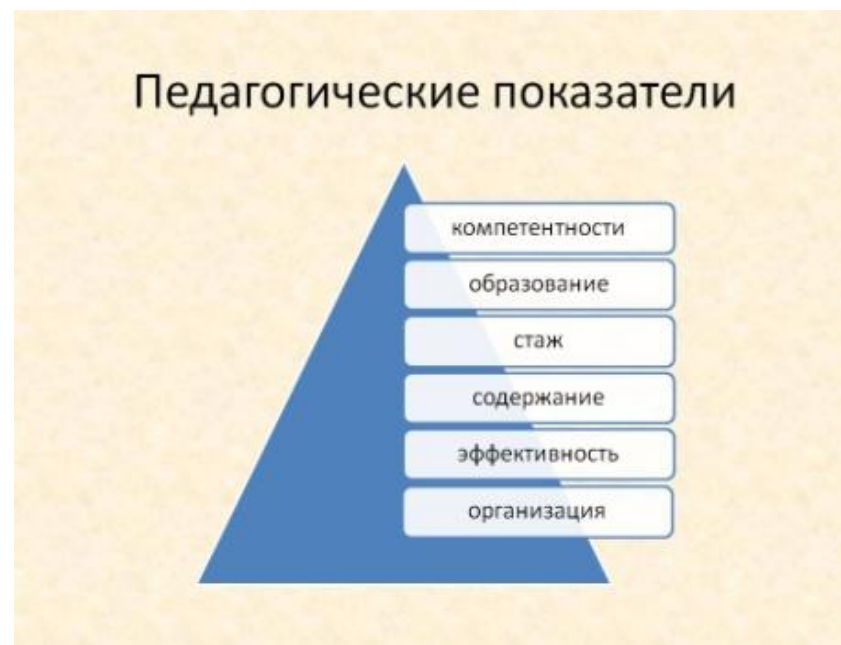 Педагогические показатели
компетентности
образование
стаж
содержание
эффективность
организация